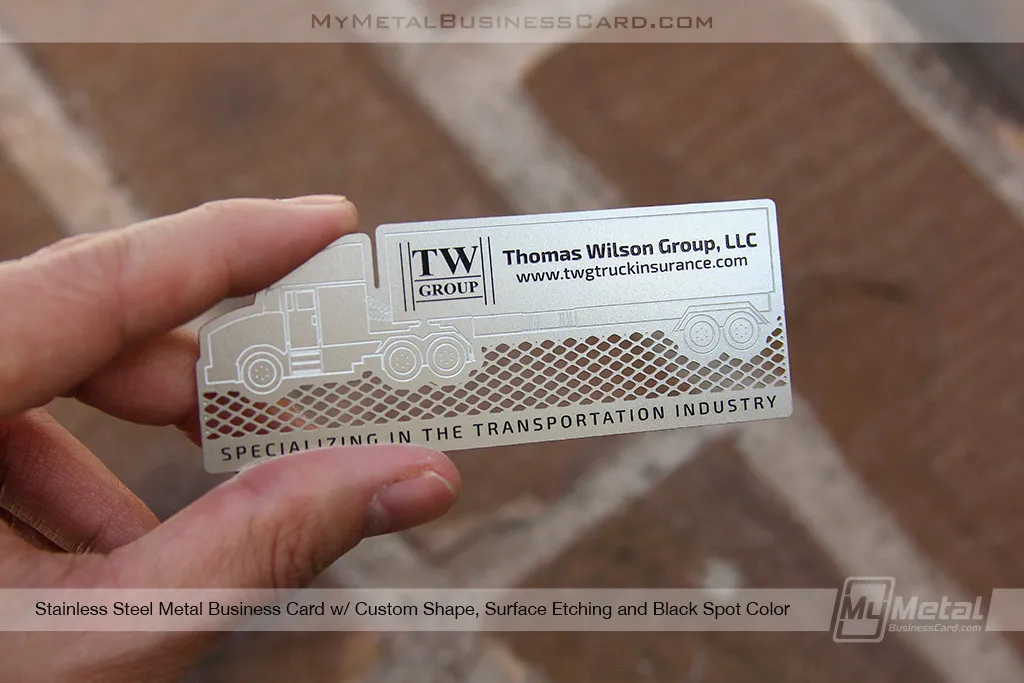 MyMetalBusinessCard.com
TW
GROUP
Thomas Wilson Group, LLC
www.twgtruckinsurance.com
SPECIALIZING IN THE TRANSPORTATION INDUSTRY
Stainless Steel Metal Business Card w/ Custom Shape, Surface Etching and Black Spot Color
MyMetal
BusinessCard.com